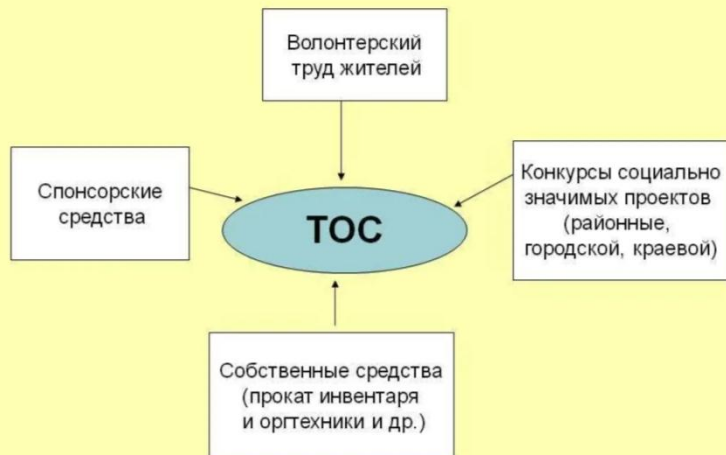 Волонтерский
труд жителей
Спонсорские
средства
ТОС
Конкурсы социально
значимых проектов
(районные,
городской, краевой)
Собственные средства
(прокат инвентаря
и оргтехники и др.)